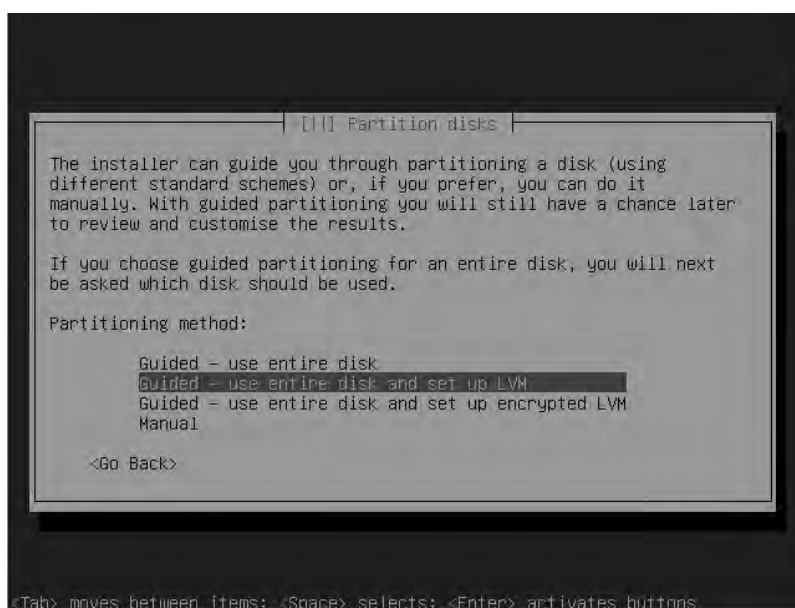 [!!] Partition disks
The installer can guide you through partitioning a disk (using
different standard schemes) or, if you prefer, you can do it
manually. With guided partitioning you will still have a chance later
to review and customise the results.
If you choose guided partitioning for an entire disk, you will next
be asked which disk should be used.
Partitioning method:
Guided - use entire disk
Guided - use entire disk and set up LVM
Guided - use entire disk and set up encrypted LVM
Manual
<Go Back>
<Tab> moves between items; <Space> selects; <Enter> activates buttons